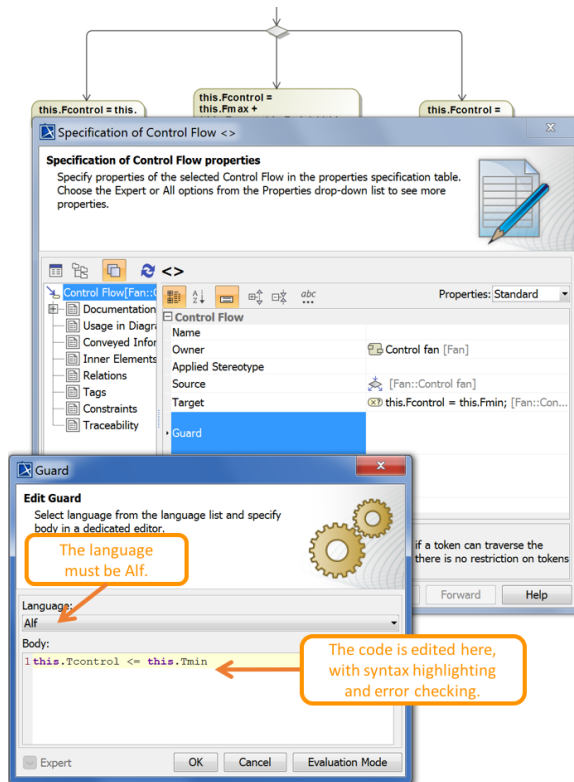 this.Fcontrol = this.
this.Fcontrol =
this.Fmax +
this.Fcontrol =
Specification of Control Flow <>
Specification of Control Flow properties
Specify properties of the selected Control Flow in the properties specification table.
Choose the Expert or All options from the Properties drop-down list to see more
properties.
<>
Control Flow[Fan::C
Documentation
Usage in Diagra
Conveyed Infor
Inner Elements
Relations
Tags
Constraints
Traceability
abc
Properties: Standard
Control Flow
Name
Owner Control fan [Fan]
Applied Stereotype
Source [Fan::Control fan]
Target this.Fcontrol = this.Fmin; [Fan::Con...
Guard
if a token can traverse the
there is no restriction on tokens
Forward Help
Guard
Edit Guard
Select language from the language list and specify
body in a dedicated editor.
The language
must be Alf.
Language:
Alf
Body:
1 this.Tcontrol <= this.Tmin
The code is edited here,
with syntax highlighting
and error checking.
Expert OK Cancel Evaluation Mode